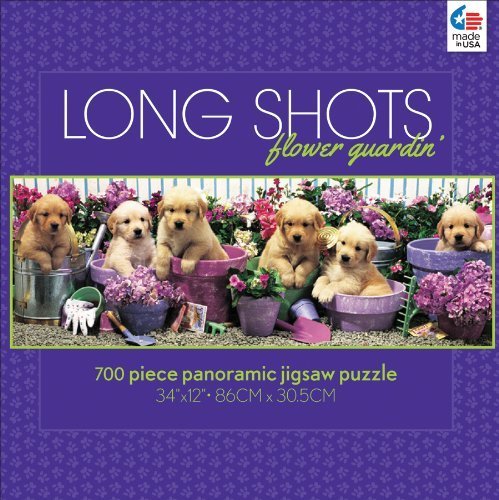 made
in USA
LONG SHOTS
flower guardin'
700 piece panoramic jigsaw puzzle
34"x12" • 86CM x 30.5CM